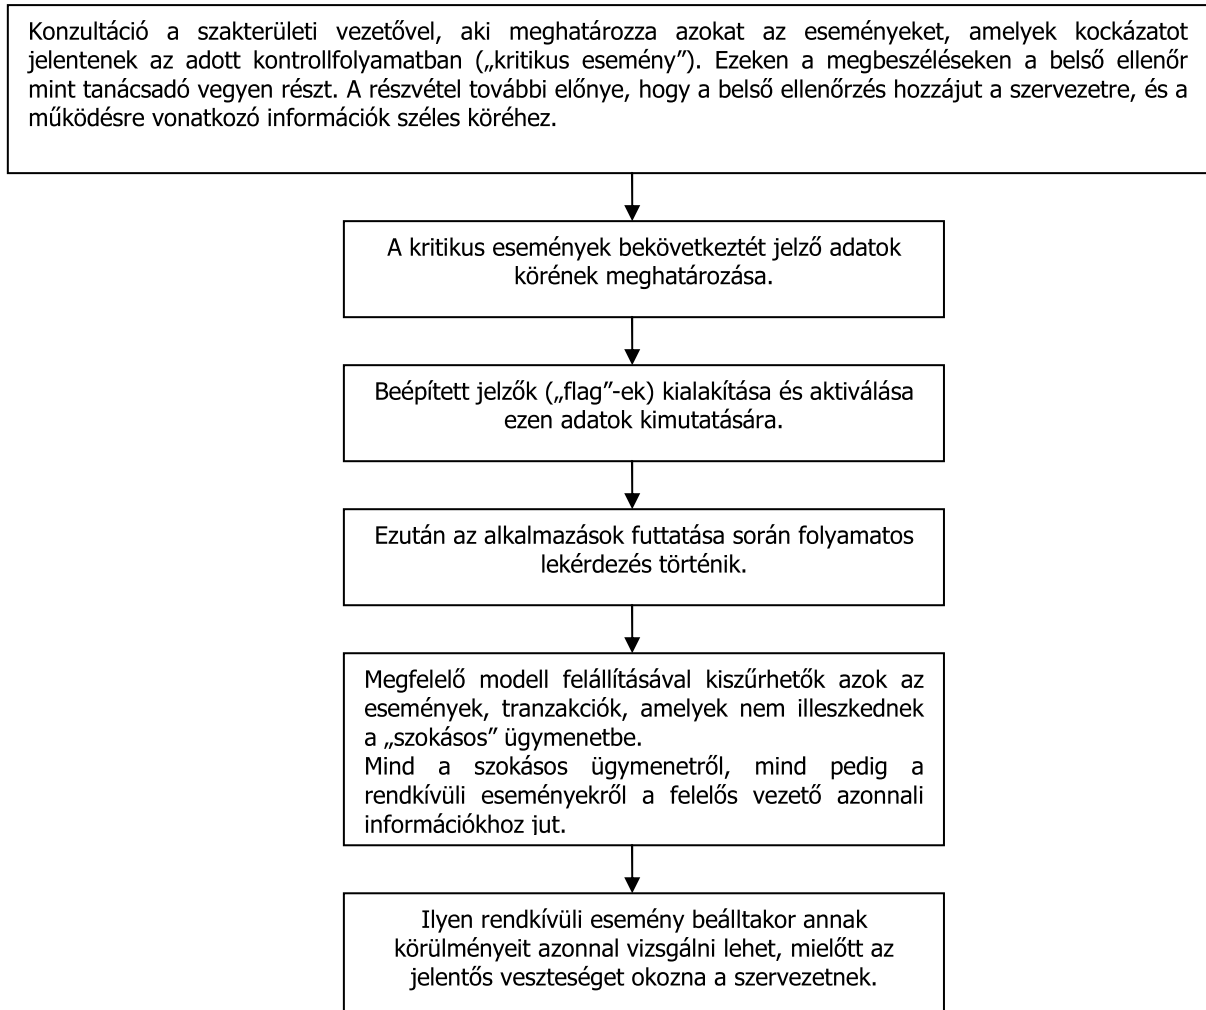 Konzultáció a szakterületi vezetővel, aki meghatározza azokat az eseményeket, amelyek kockázatot
jelentenek az adott kontrollfolyamatban („kritikus esemény”). Ezeken a megbeszéléseken a belső ellenőr
mint tanácsadó vegyen részt. A részvétel további előnye, hogy a belső ellenőrzés hozzájut a szervezetre, és a
működésre vonatkozó információk széles köréhez.
A kritikus események bekövetkeztét jelző adatok
körének meghatározása.
Beépített jelzők („flag”-ek) kialakítása és aktiválása
ezen adatok kimutatására.
Ezután az alkalmazások futtatása során folyamatos
lekérdezés történik.
Megfelelő modell felállításával kiszűrhetők azok az
események, tranzakciók, amelyek nem illeszkednek
a „szokásos” ügymenetbe.
Mind a szokásos ügymenetről, mind pedig a
rendkívüli eseményekről a felelős vezető azonnali
információkhoz jut.
Ilyen rendkívüli esemény beálltakor annak
körülményeit azonnal vizsgálni lehet, mielőtt az
jelentős veszteséget okozna a szervezetnek.